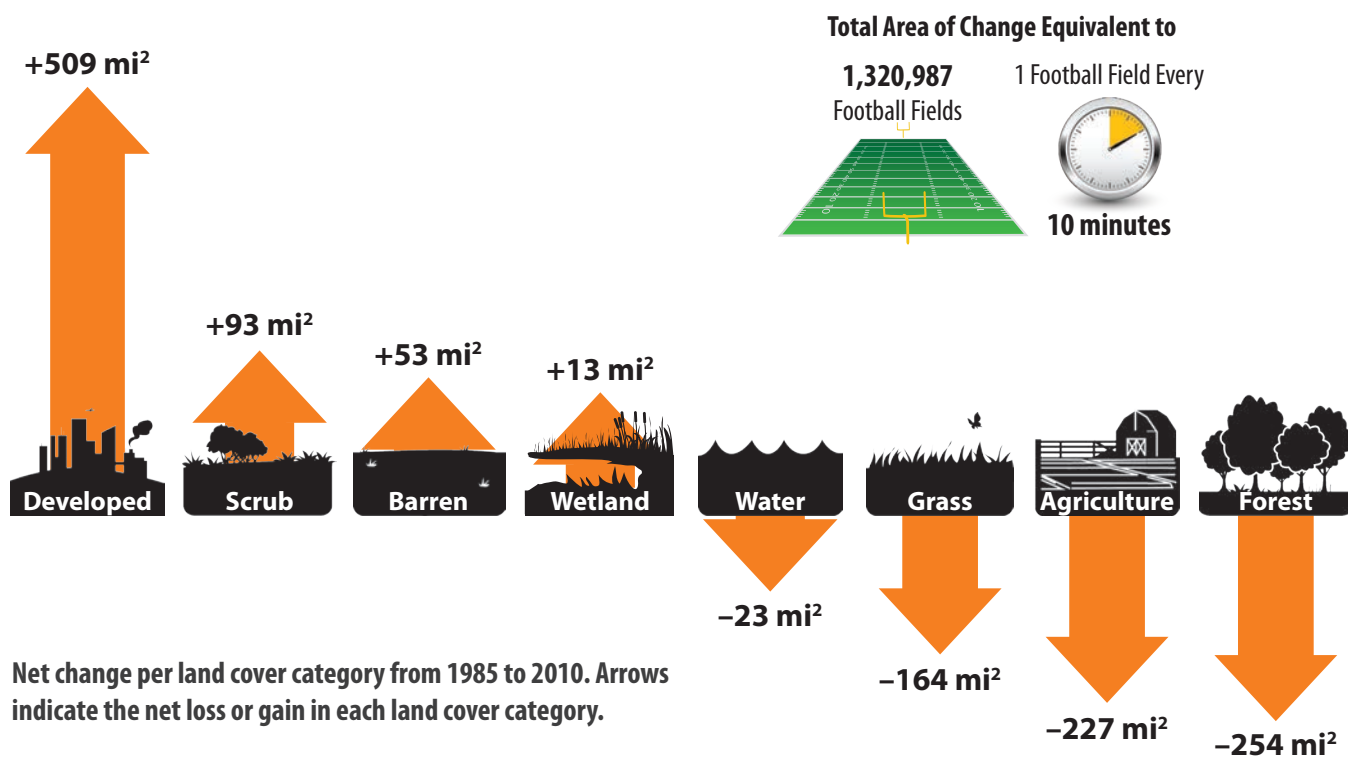 Total Area of Change Equivalent to
1,320,987
Football Fields
1 Football Field Every
10 minutes
+509 mi²
+93 mi²
+53 mi²
+13 mi²
Developed
Scrub
Barren
Wetland
Water
Grass
Agriculture
Forest
–23 mi²
–164 mi²
–227 mi²
–254 mi²
Net change per land cover category from 1985 to 2010. Arrows
indicate the net loss or gain in each land cover category.